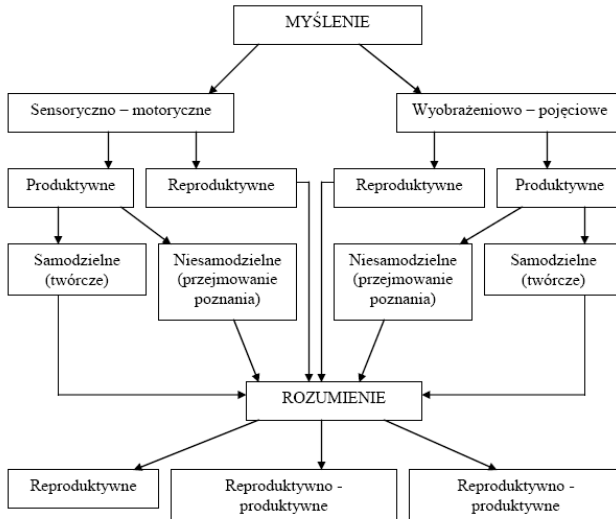 MYŚLENIE
Sensoryczno – motoryczne
Wyobrażeniowo – pojęciowe
Produktywne
Reproduktywne
Reproduktywne
Produktywne
Samodzielne
(twórcze)
Niesamodzielne
(przejmowanie
poznania)
Niesamodzielne
(przejmowanie
poznania)
Samodzielne
(twórcze)
ROZUMIENIE
Reproduktywne
Reproduktywno -
produktywne
Reproduktywno -
produktywne